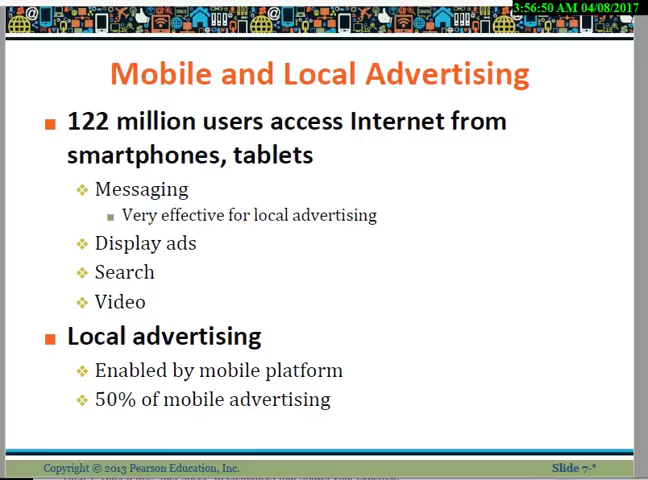 3:56:50 AM 04/08/2017
Mobile and Local Advertising
122 million users access Internet from
smartphones, tablets
Messaging
Very effective for local advertising
Display ads
Search
Video
Local advertising
Enabled by mobile platform
50% of mobile advertising
Copyright © 2013 Pearson Education, Inc.
Slide 7-*